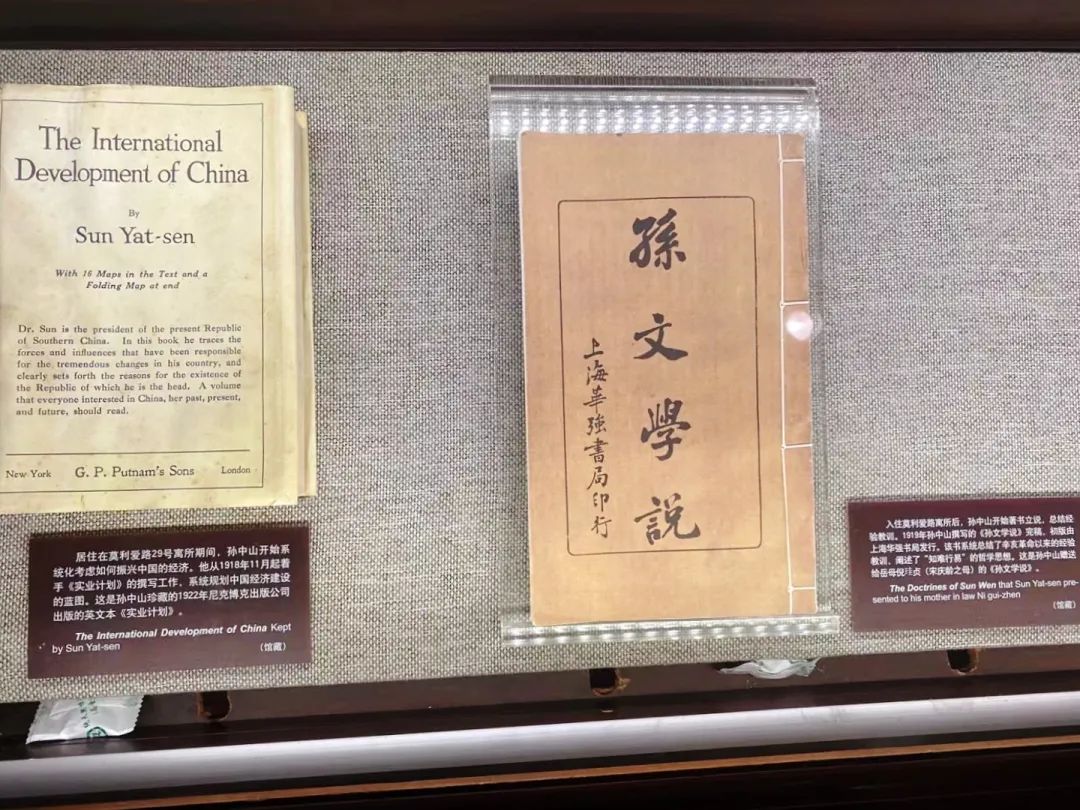 The International
Development of China
By
Sun Yat-sen
With 16 Maps in the Text and a
Folding Map at end
Dr. Sun is the president of the present Republic
of Southern China. In this book he traces the
forces and influences that have been responsible
for the tremendous changes in his country, and
clearly sets forth the reasons for the existence of
the Republic of which he is the head. A volume
that everyone interested in China, her past, present,
and future, should read.
New York G. P. Putnam's Sons London
居住在莫利爱路29号寓所期间，孙中山开始系
统化考虑如何振兴中国的经济。他从1918年11月起着
手《实业计划》的撰写工作，系统规划中国经济建设
的蓝图。这是孙中山珍藏的1922年尼克博克出版公司
出版的英文本《实业计划》。
The International Development of China Kept
by Sun Yat-sen
（馆藏）
孫文學説
上海華強書局印行
入住莫利爱路寓所后，孙中山开始著书立说，总结经
验教训。1919年孙中山撰写的《孙文学说》完稿，初版由
上海华强书局发行。该书系统总结了辛亥革命以来的经验
教训，阐述了“知难行易”的哲学思想。这是孙中山赠送
给岳母倪珪贞（宋庆龄之母）的《孙文学说》。
The Doctrines of Sun Wen that Sun Yat-sen pre-
sented to his mother in law Ni gui-zhen
（馆藏）